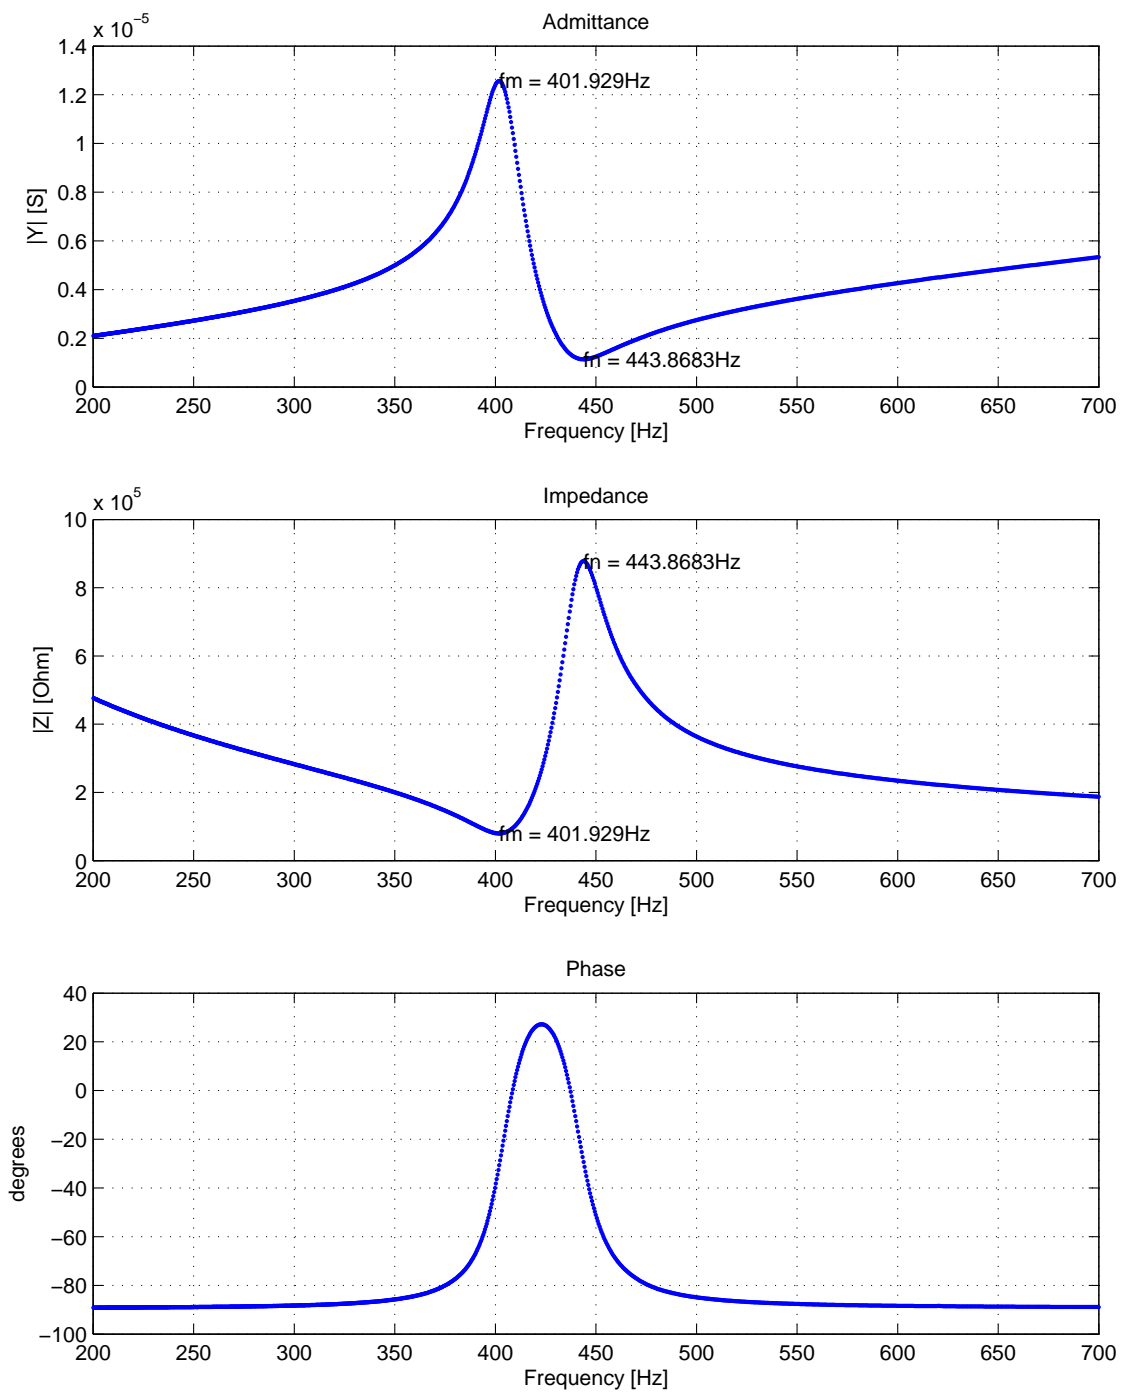 Admittance
x 10⁻⁵
1.4
1.2
1
0.8
0.6
0.4
0.2
0
|Y| [S]
fm = 401.929Hz
fn = 443.8683Hz
200 250 300 350 400 450 500 550 600 650 700
Frequency [Hz]
Impedance
x 10⁵
10
8
6
4
2
0
|Z| [Ohm]
fn = 443.8683Hz
fm = 401.929Hz
200 250 300 350 400 450 500 550 600 650 700
Frequency [Hz]
Phase
40
20
0
−20
−40
−60
−80
−100
degrees
200 250 300 350 400 450 500 550 600 650 700
Frequency [Hz]